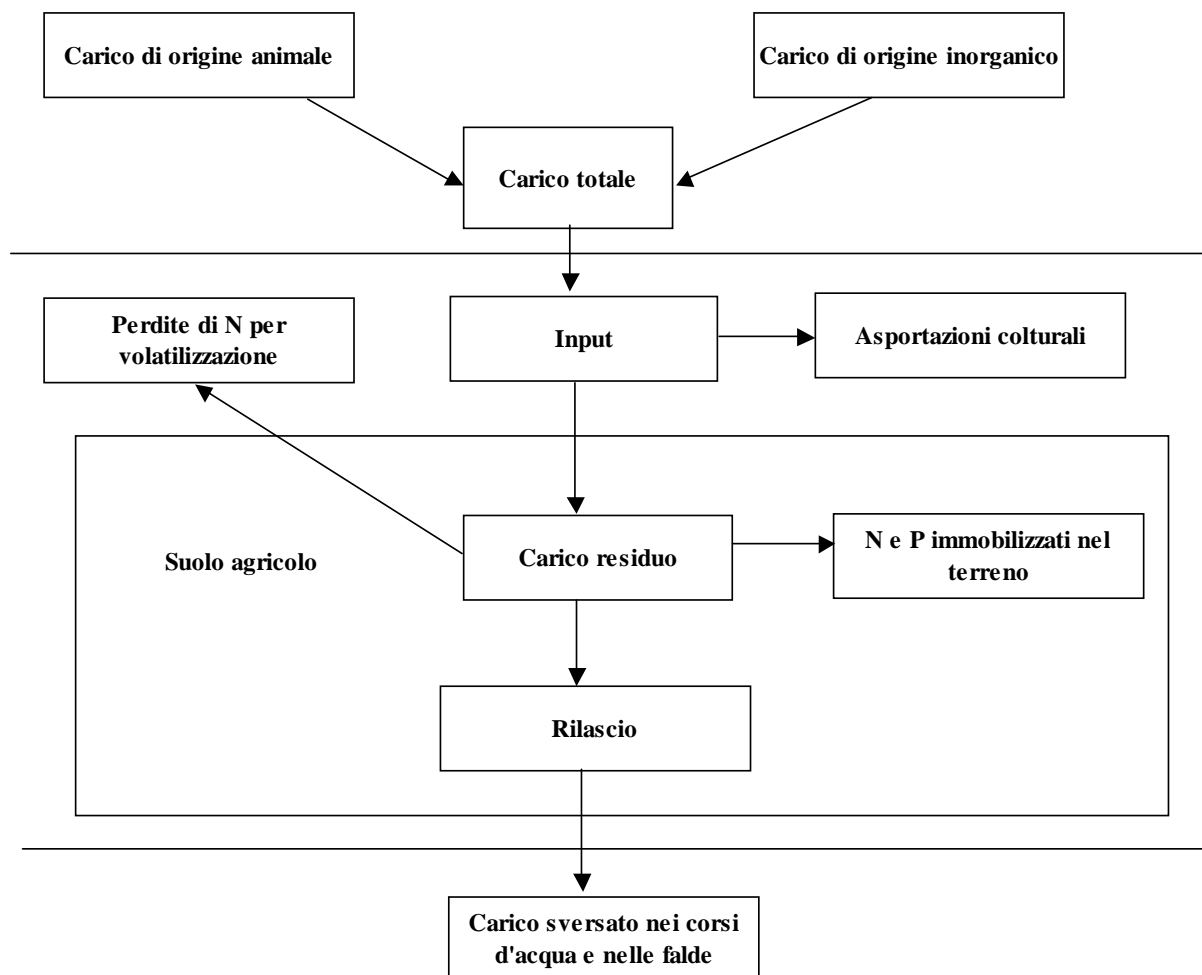 Carico di origine animale
Carico di origine inorganico
Carico totale
Perdite di N per
volatilizzazione
Input
Asportazioni colturali
Suolo agricolo
Carico residuo
N e P immobilizzati nel
terreno
Rilascio
Carico sversato nei corsi
d'acqua e nelle falde